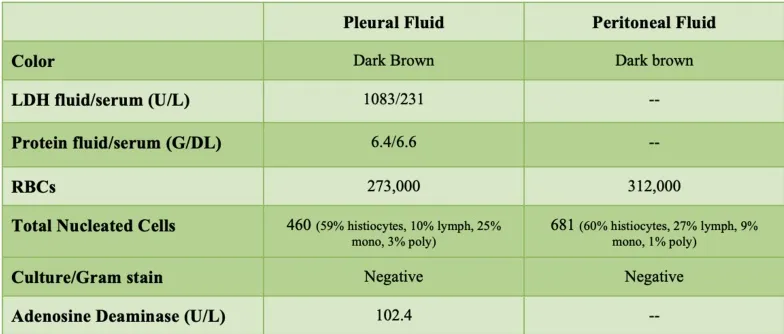 Pleural Fluid Peritoneal Fluid
Color Dark Brown Dark brown
LDH fluid/serum (U/L) 1083/231 --
Protein fluid/serum (G/DL) 6.4/6.6 --
RBCs 273,000 312,000
Total Nucleated Cells 460 (59% histiocytes, 10% lymph, 25% 681 (60% histiocytes, 27% lymph, 9%
mono, 3% poly) mono, 1% poly)
Culture/Gram stain Negative Negative
Adenosine Deaminase (U/L) 102.4 --